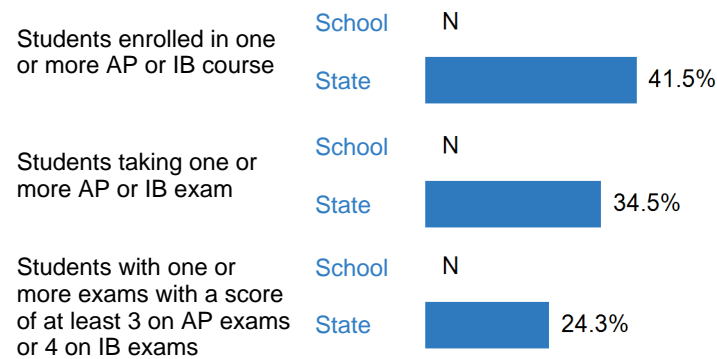 Students enrolled in one
or more AP or IB course
School N
State 41.5%
Students taking one or
more AP or IB exam
School N
State 34.5%
Students with one or
more exams with a score
of at least 3 on AP exams
or 4 on IB exams
School N
State 24.3%